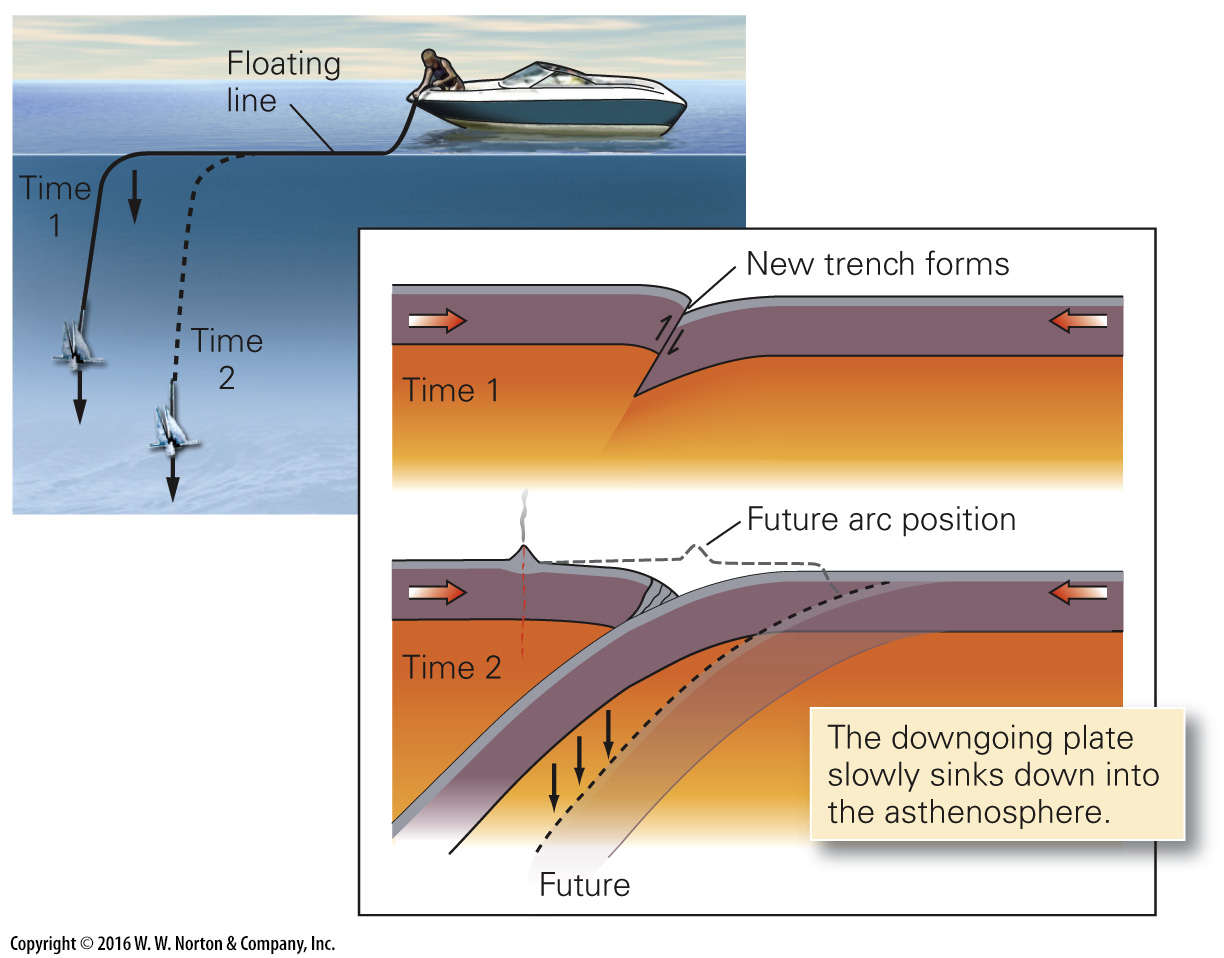 Floating
line
Time
1
Time
2
New trench forms
Time 1
Future arc position
Time 2
The downgoing plate
slowly sinks down into
the asthenosphere.
Future
Copyright © 2016 W. W. Norton & Company, Inc.